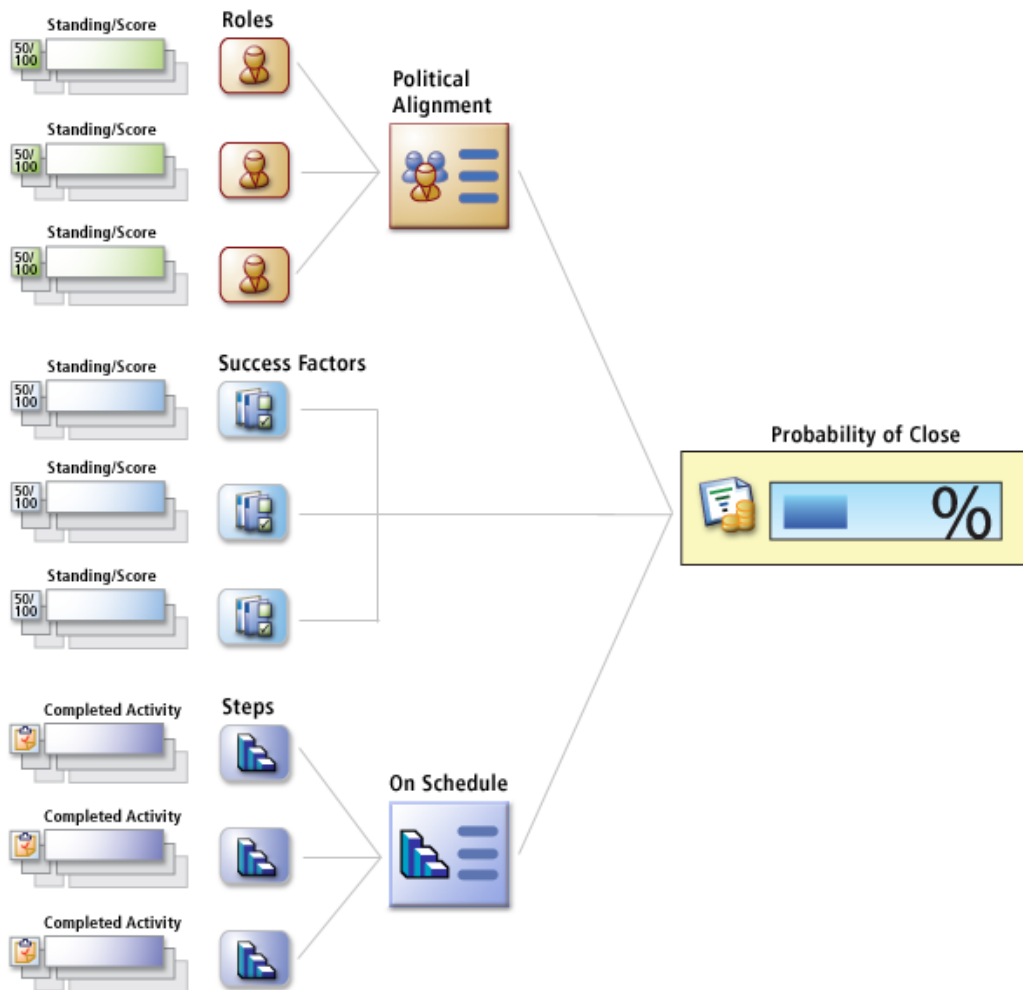 Standing/Score
Roles
50/
100
Political
Alignment
Standing/Score
50/
100
Standing/Score
50/
100
Standing/Score
Success Factors
50/
100
Probability of Close
%
Standing/Score
50/
100
Standing/Score
50/
100
Completed Activity
Steps
On Schedule
Completed Activity
Completed Activity